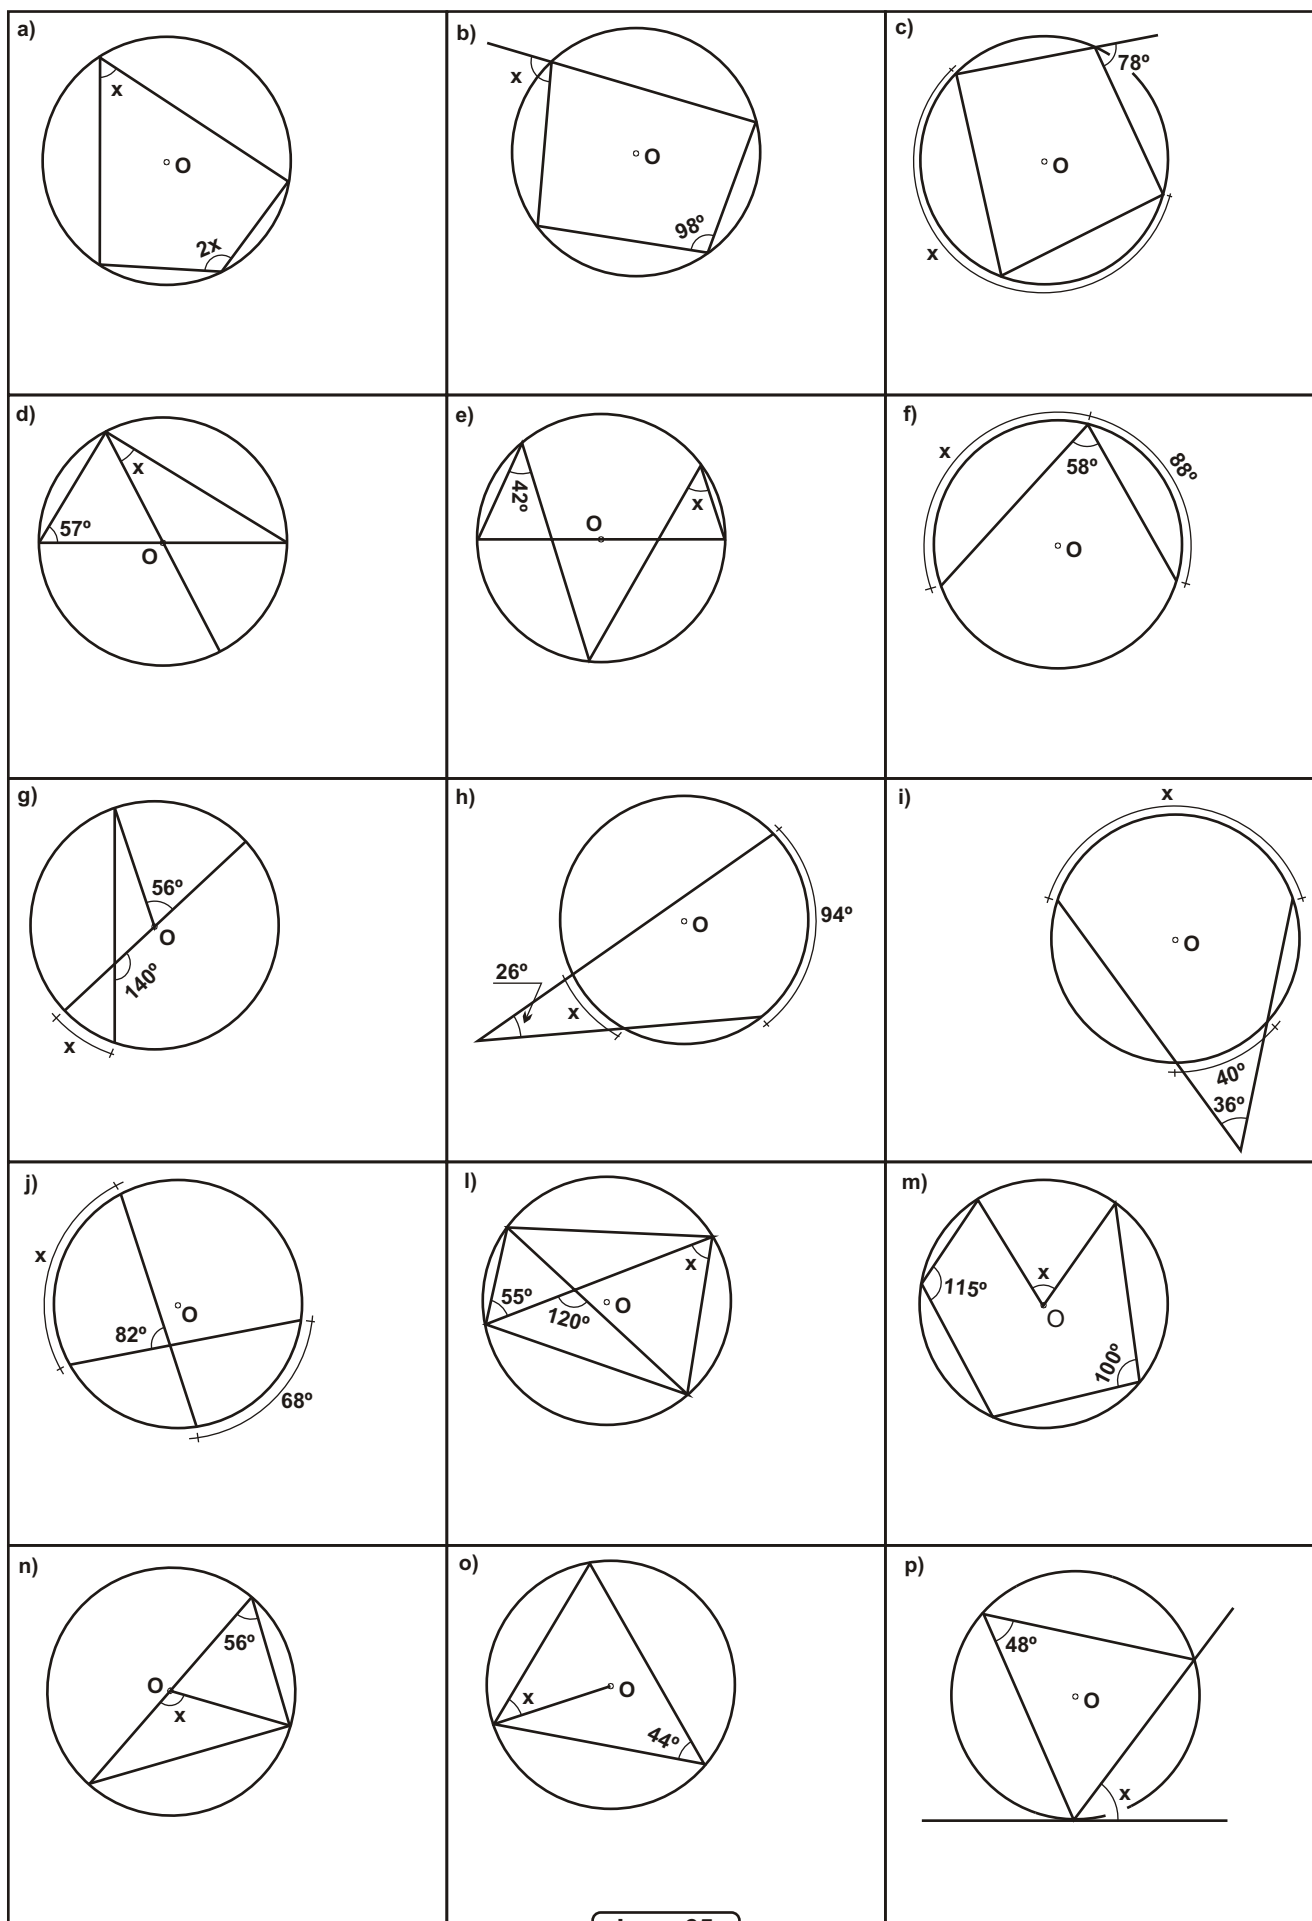 a)
x
O
2x
b)
x
O
98º
c)
78º
O
x
d)
x
57º
O
e)
42º
x
O
f)
x
58º
88º
O
g)
56º
O
140º
x
h)
O
94º
26º
x
i)
x
O
40º
36º
j)
x
O
82º
68º
l)
x
55º
120º
O
m)
115º
x
O
100º
n)
56º
O
x
o)
x
O
44º
p)
48º
O
x